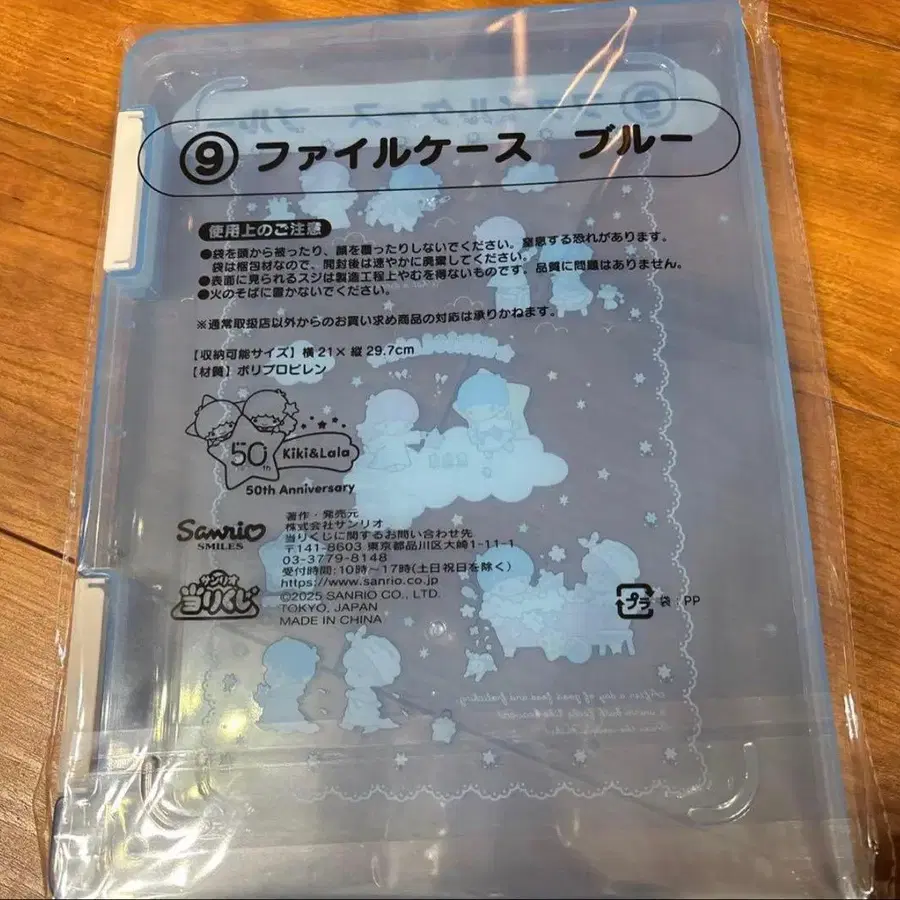 ⑨ ファイルケース ブルー
使用上のご注意
●袋を頭から被ったり、顔を覆ったりしないでください。窒息する恐れがあります。
袋は梱包材なので、開封後は速やかに廃棄してください。
●表面に見られるスジは製造工程上やむを得ないものです。品質に問題はありません。
●火のそばに置かないでください。
※通常取扱店以外からのお買い求め商品の対応は承りかねます。
【収納可能サイズ】横21×縦29.7cm
【材質】ポリプロピレン
50th
Kiki&Lala
50th Anniversary
Sanrio
SMILES
サンリオ
当りくじ
著作・発売元
株式会社サンリオ
当りくじに関するお問い合わせ先
〒141-8603 東京都品川区大崎1-11-1
03-3779-8148
受付時間:10時〜17時(土日祝日を除く)
https://www.sanrio.co.jp
©2025 SANRIO CO., LTD.
TOKYO, JAPAN
MADE IN CHINA
プラ 袋:PP